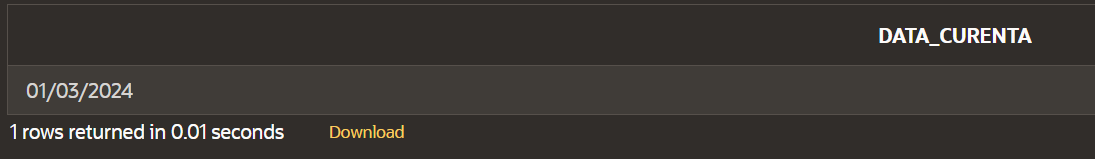 DATA_CURENTA
01/03/2024
1 rows returned in 0.01 seconds Download